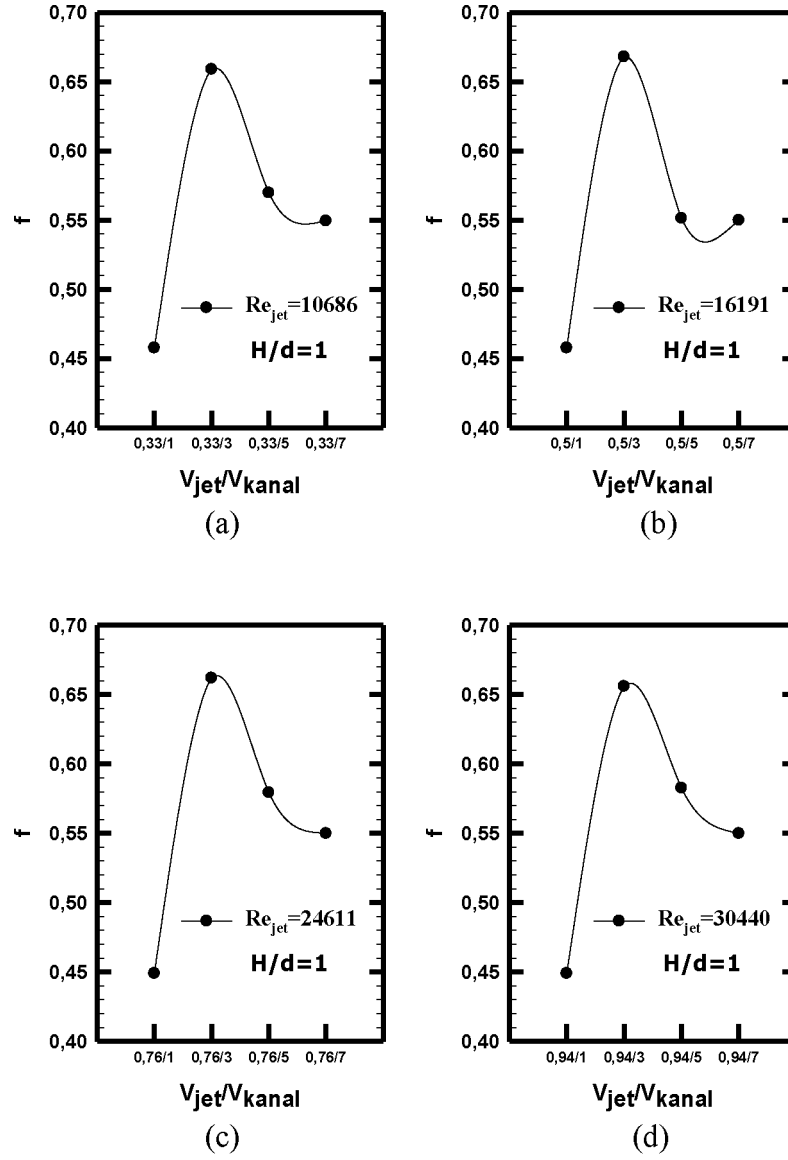 0,70
0,65
0,60
0,55
0,50
0,45
0,40
f
Re_jet=10686
H/d=1
0,33/1 0,33/3 0,33/5 0,33/7
V_jet/V_kanal
(a)
0,70
0,65
0,60
0,55
0,50
0,45
0,40
f
Re_jet=16191
H/d=1
0,5/1 0,5/3 0,5/5 0,5/7
V_jet/V_kanal
(b)
0,70
0,65
0,60
0,55
0,50
0,45
0,40
f
Re_jet=24611
H/d=1
0,76/1 0,76/3 0,76/5 0,76/7
V_jet/V_kanal
(c)
0,70
0,65
0,60
0,55
0,50
0,45
0,40
f
Re_jet=30440
H/d=1
0,94/1 0,94/3 0,94/5 0,94/7
V_jet/V_kanal
(d)